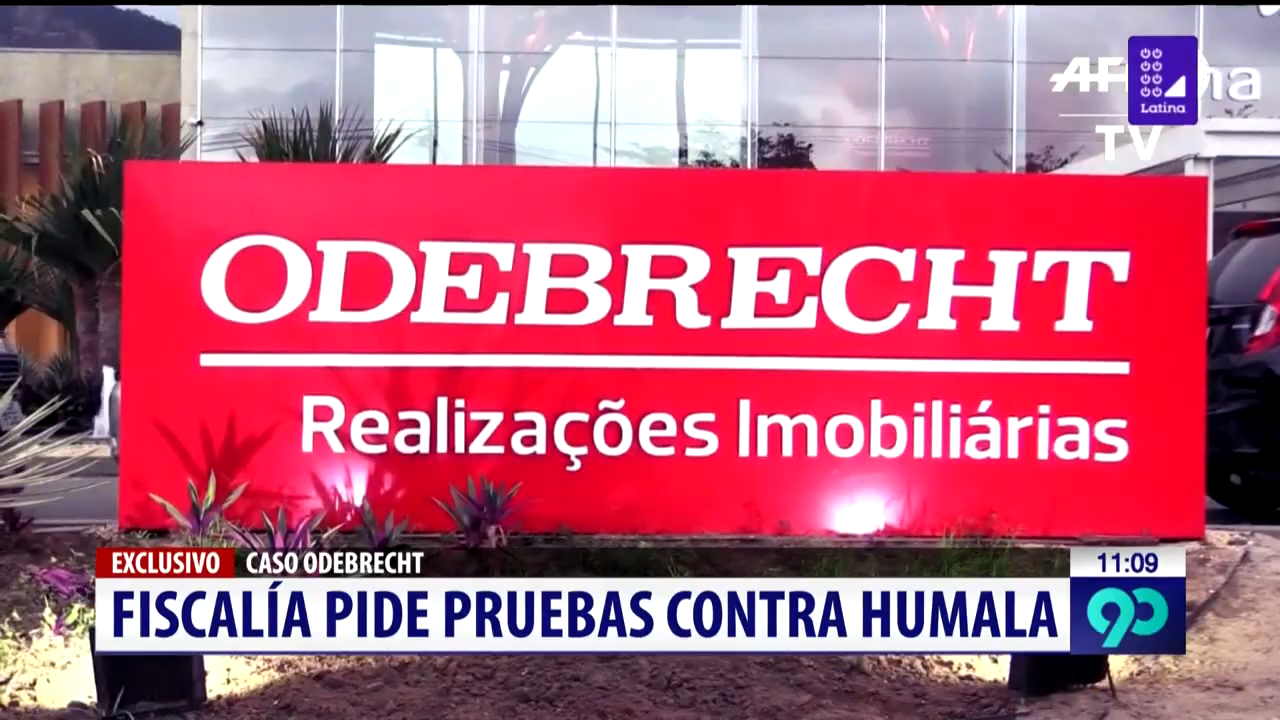 Latina
TV
ODEBRECHT
Realizações Imobiliárias
EXCLUSIVO CASO ODEBRECHT
11:09
FISCALÍA PIDE PRUEBAS CONTRA HUMALA
90